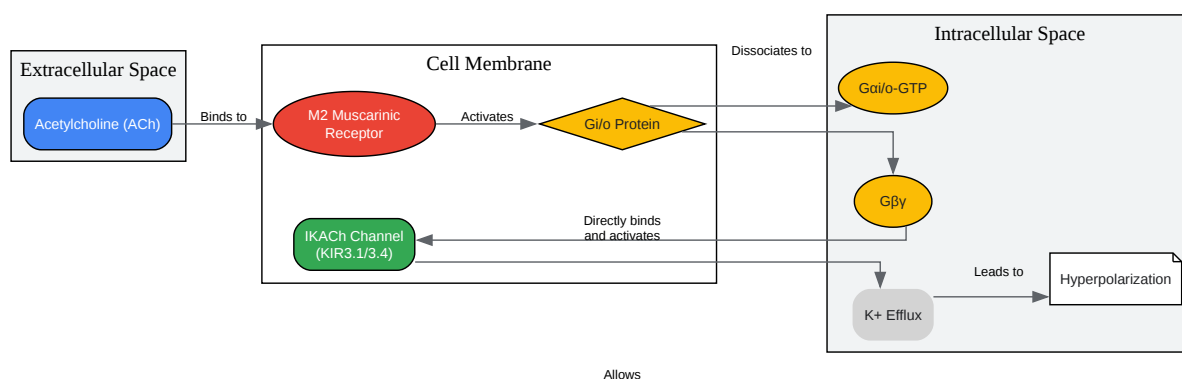 Extracellular Space
Acetylcholine (ACh)
Binds to
Cell Membrane
M2 Muscarinic
Receptor
Activates
Gi/o Protein
Dissociates to
Intracellular Space
Gαi/o-GTP
Gβγ
Directly binds
and activates
IKACh Channel
(KIR3.1/3.4)
K+ Efflux
Leads to
Hyperpolarization
Allows